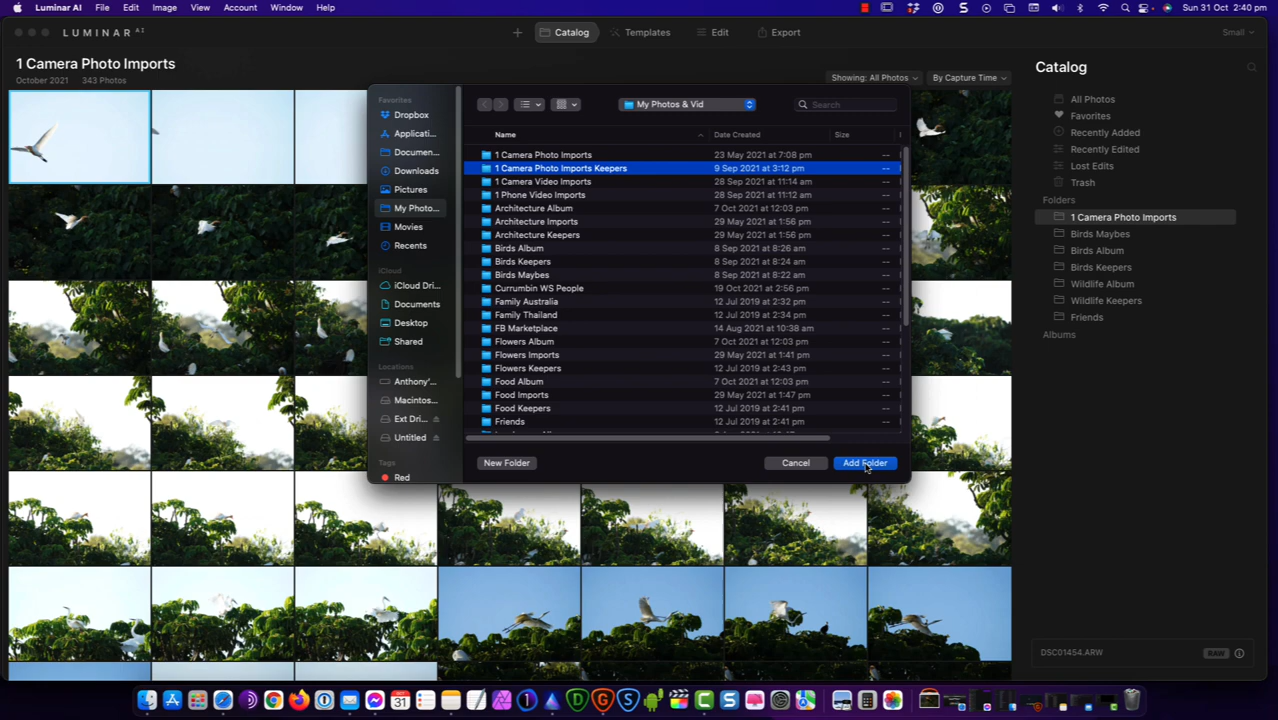 Luminar AI File Edit Image View Account Window Help Sun 31 Oct 2:40 pm
LUMINAR AI + Catalog Templates Edit Export Small
1 Camera Photo Imports
October 2021 343 Photos
Showing: All Photos By Capture Time
Catalog
All Photos
Favorites
Recently Added
Recently Edited
Lost Edits
Trash
Folders
1 Camera Photo Imports
Birds Maybes
Birds Album
Birds Keepers
Wildlife Album
Wildlife Keepers
Friends
Albums
DSC01454.ARW RAW
Favorites
Dropbox
Applicati...
Documen...
Downloads
Pictures
My Photo...
Movies
Recents
iCloud
iCloud Dri...
Documents
Desktop
Shared
Locations
Anthony'...
Macintos...
Ext Dri...
Untitled
Tags
Red
My Photos & Vid Search
Name Date Created Size
1 Camera Photo Imports 23 May 2021 at 7:08 pm --
1 Camera Photo Imports Keepers 9 Sep 2021 at 3:12 pm --
1 Camera Video Imports 28 Sep 2021 at 11:14 am --
1 Phone Video Imports 28 Sep 2021 at 11:12 am --
Architecture Album 7 Oct 2021 at 12:03 pm --
Architecture Imports 29 May 2021 at 1:56 pm --
Architecture Keepers 29 May 2021 at 1:56 pm --
Birds Album 8 Sep 2021 at 8:26 am --
Birds Keepers 8 Sep 2021 at 8:24 am --
Birds Maybes 8 Sep 2021 at 8:22 am --
Currumbin WS People 19 Oct 2021 at 2:56 pm --
Family Australia 12 Jul 2019 at 2:32 pm --
Family Thailand 12 Jul 2019 at 2:34 pm --
FB Marketplace 14 Aug 2021 at 10:38 am --
Flowers Album 7 Oct 2021 at 12:03 pm --
Flowers Imports 29 May 2021 at 1:41 pm --
Flowers Keepers 12 Jul 2019 at 2:43 pm --
Food Album 7 Oct 2021 at 12:03 pm --
Food Imports 29 May 2021 at 1:47 pm --
Food Keepers 12 Jul 2019 at 2:41 pm --
Friends 12 Jul 2019 at 2:41 pm --
New Folder Cancel Add Folder